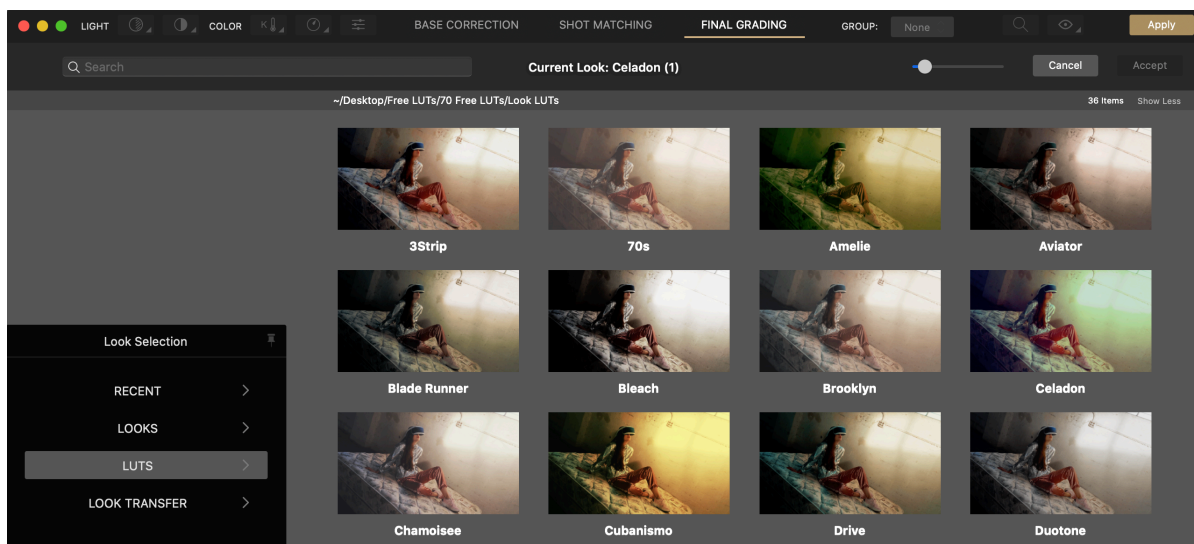 LIGHT COLOR K BASE CORRECTION SHOT MATCHING FINAL GRADING GROUP: None Apply
Search Current Look: Celadon (1) Cancel Accept
~/Desktop/Free LUTs/70 Free LUTs/Look LUTs 36 Items Show Less
3Strip 70s Amelie Aviator
Look Selection
RECENT
LOOKS
LUTS
LOOK TRANSFER
Blade Runner Bleach Brooklyn Celadon
Chamoisee Cubanismo Drive Duotone